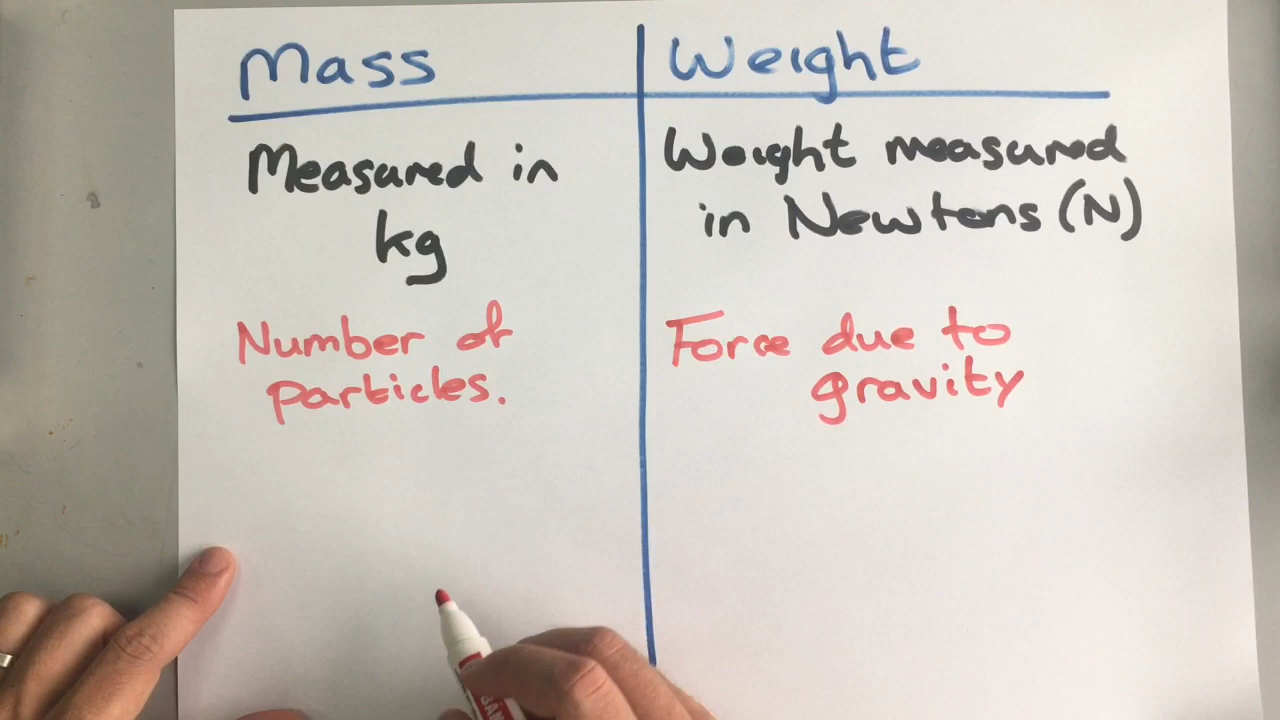 Mass
Weight
Measured in
kg
Weight measured
in Newtons (N)
Number of
particles.
Force due to
gravity